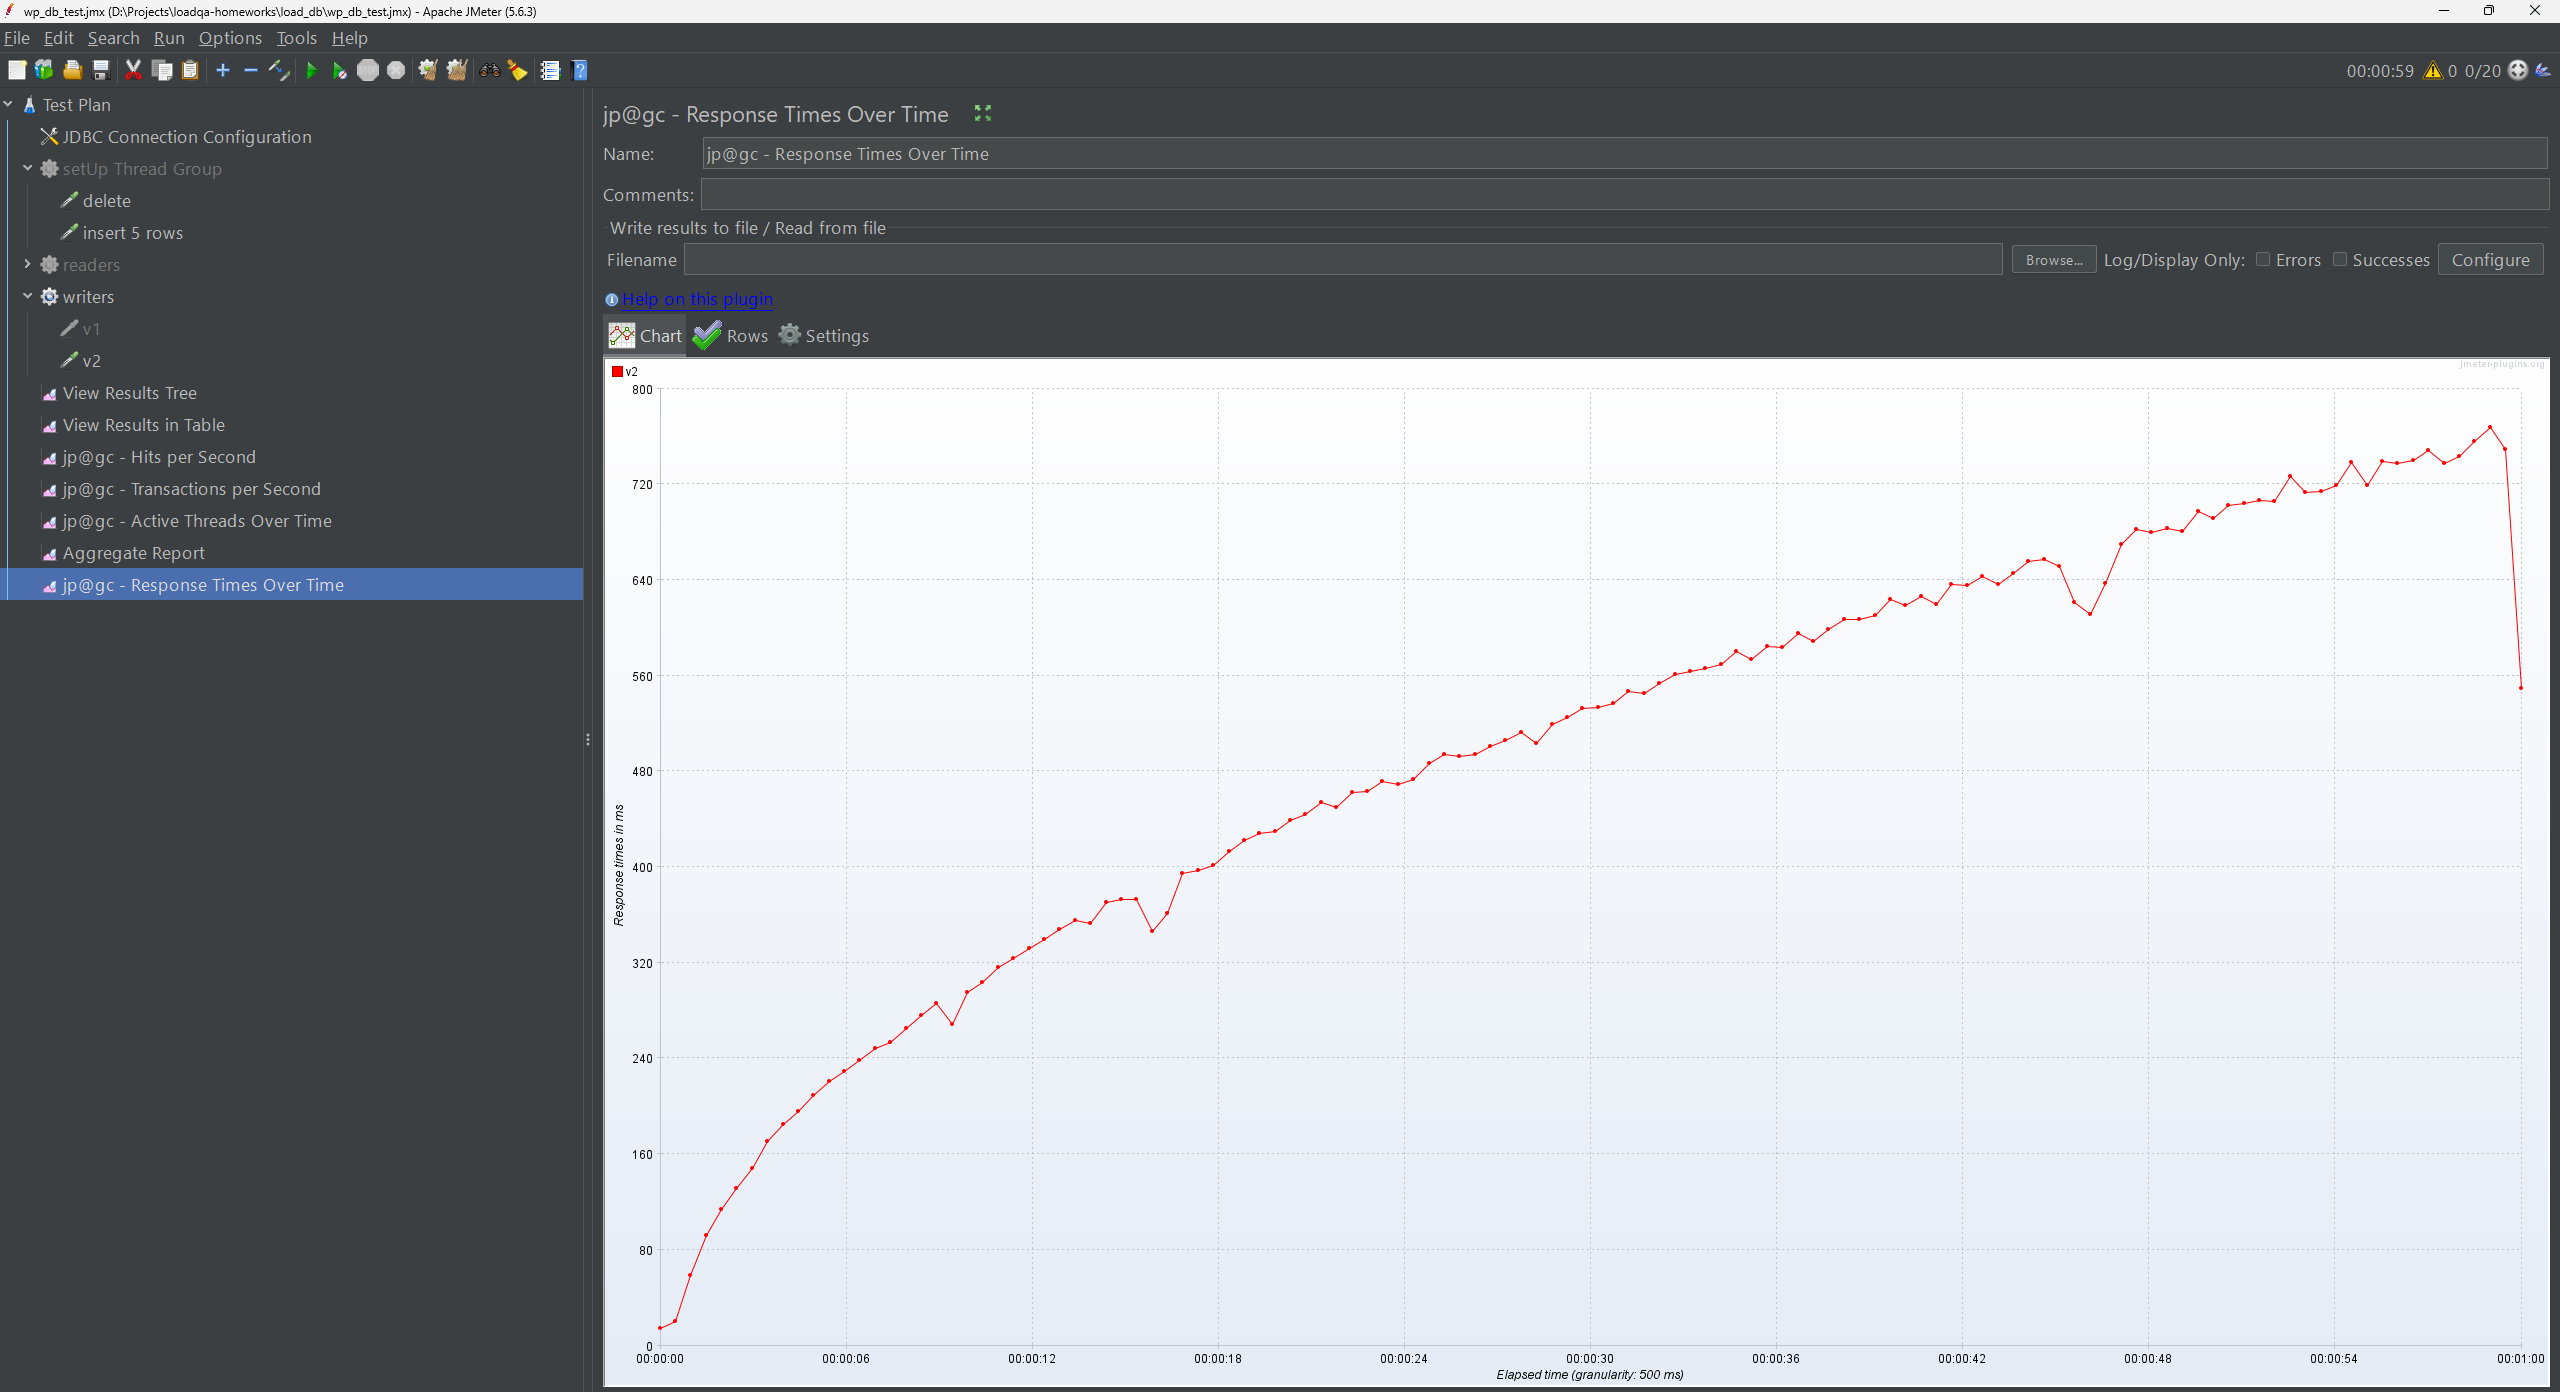 wp_db_test.jmx (D:\Projects\loadqa-homeworks\load_db\wp_db_test.jmx) - Apache JMeter (5.6.3)
File Edit Search Run Options Tools Help
00:00:59 0 0/20
Test Plan
JDBC Connection Configuration
setUp Thread Group
delete
insert 5 rows
readers
writers
v1
v2
View Results Tree
View Results in Table
jp@gc - Hits per Second
jp@gc - Transactions per Second
jp@gc - Active Threads Over Time
Aggregate Report
jp@gc - Response Times Over Time
jp@gc - Response Times Over Time
Name: jp@gc - Response Times Over Time
Comments:
Write results to file / Read from file
Filename Browse... Log/Display Only: Errors Successes Configure
Help on this plugin
Chart Rows Settings
jmeter-plugins.org
v2
800
720
640
560
480
400
320
240
160
80
0
Response times in ms
00:00:00 00:00:06 00:00:12 00:00:18 00:00:24 00:00:30 00:00:36 00:00:42 00:00:48 00:00:54 00:01:00
Elapsed time (granularity: 500 ms)